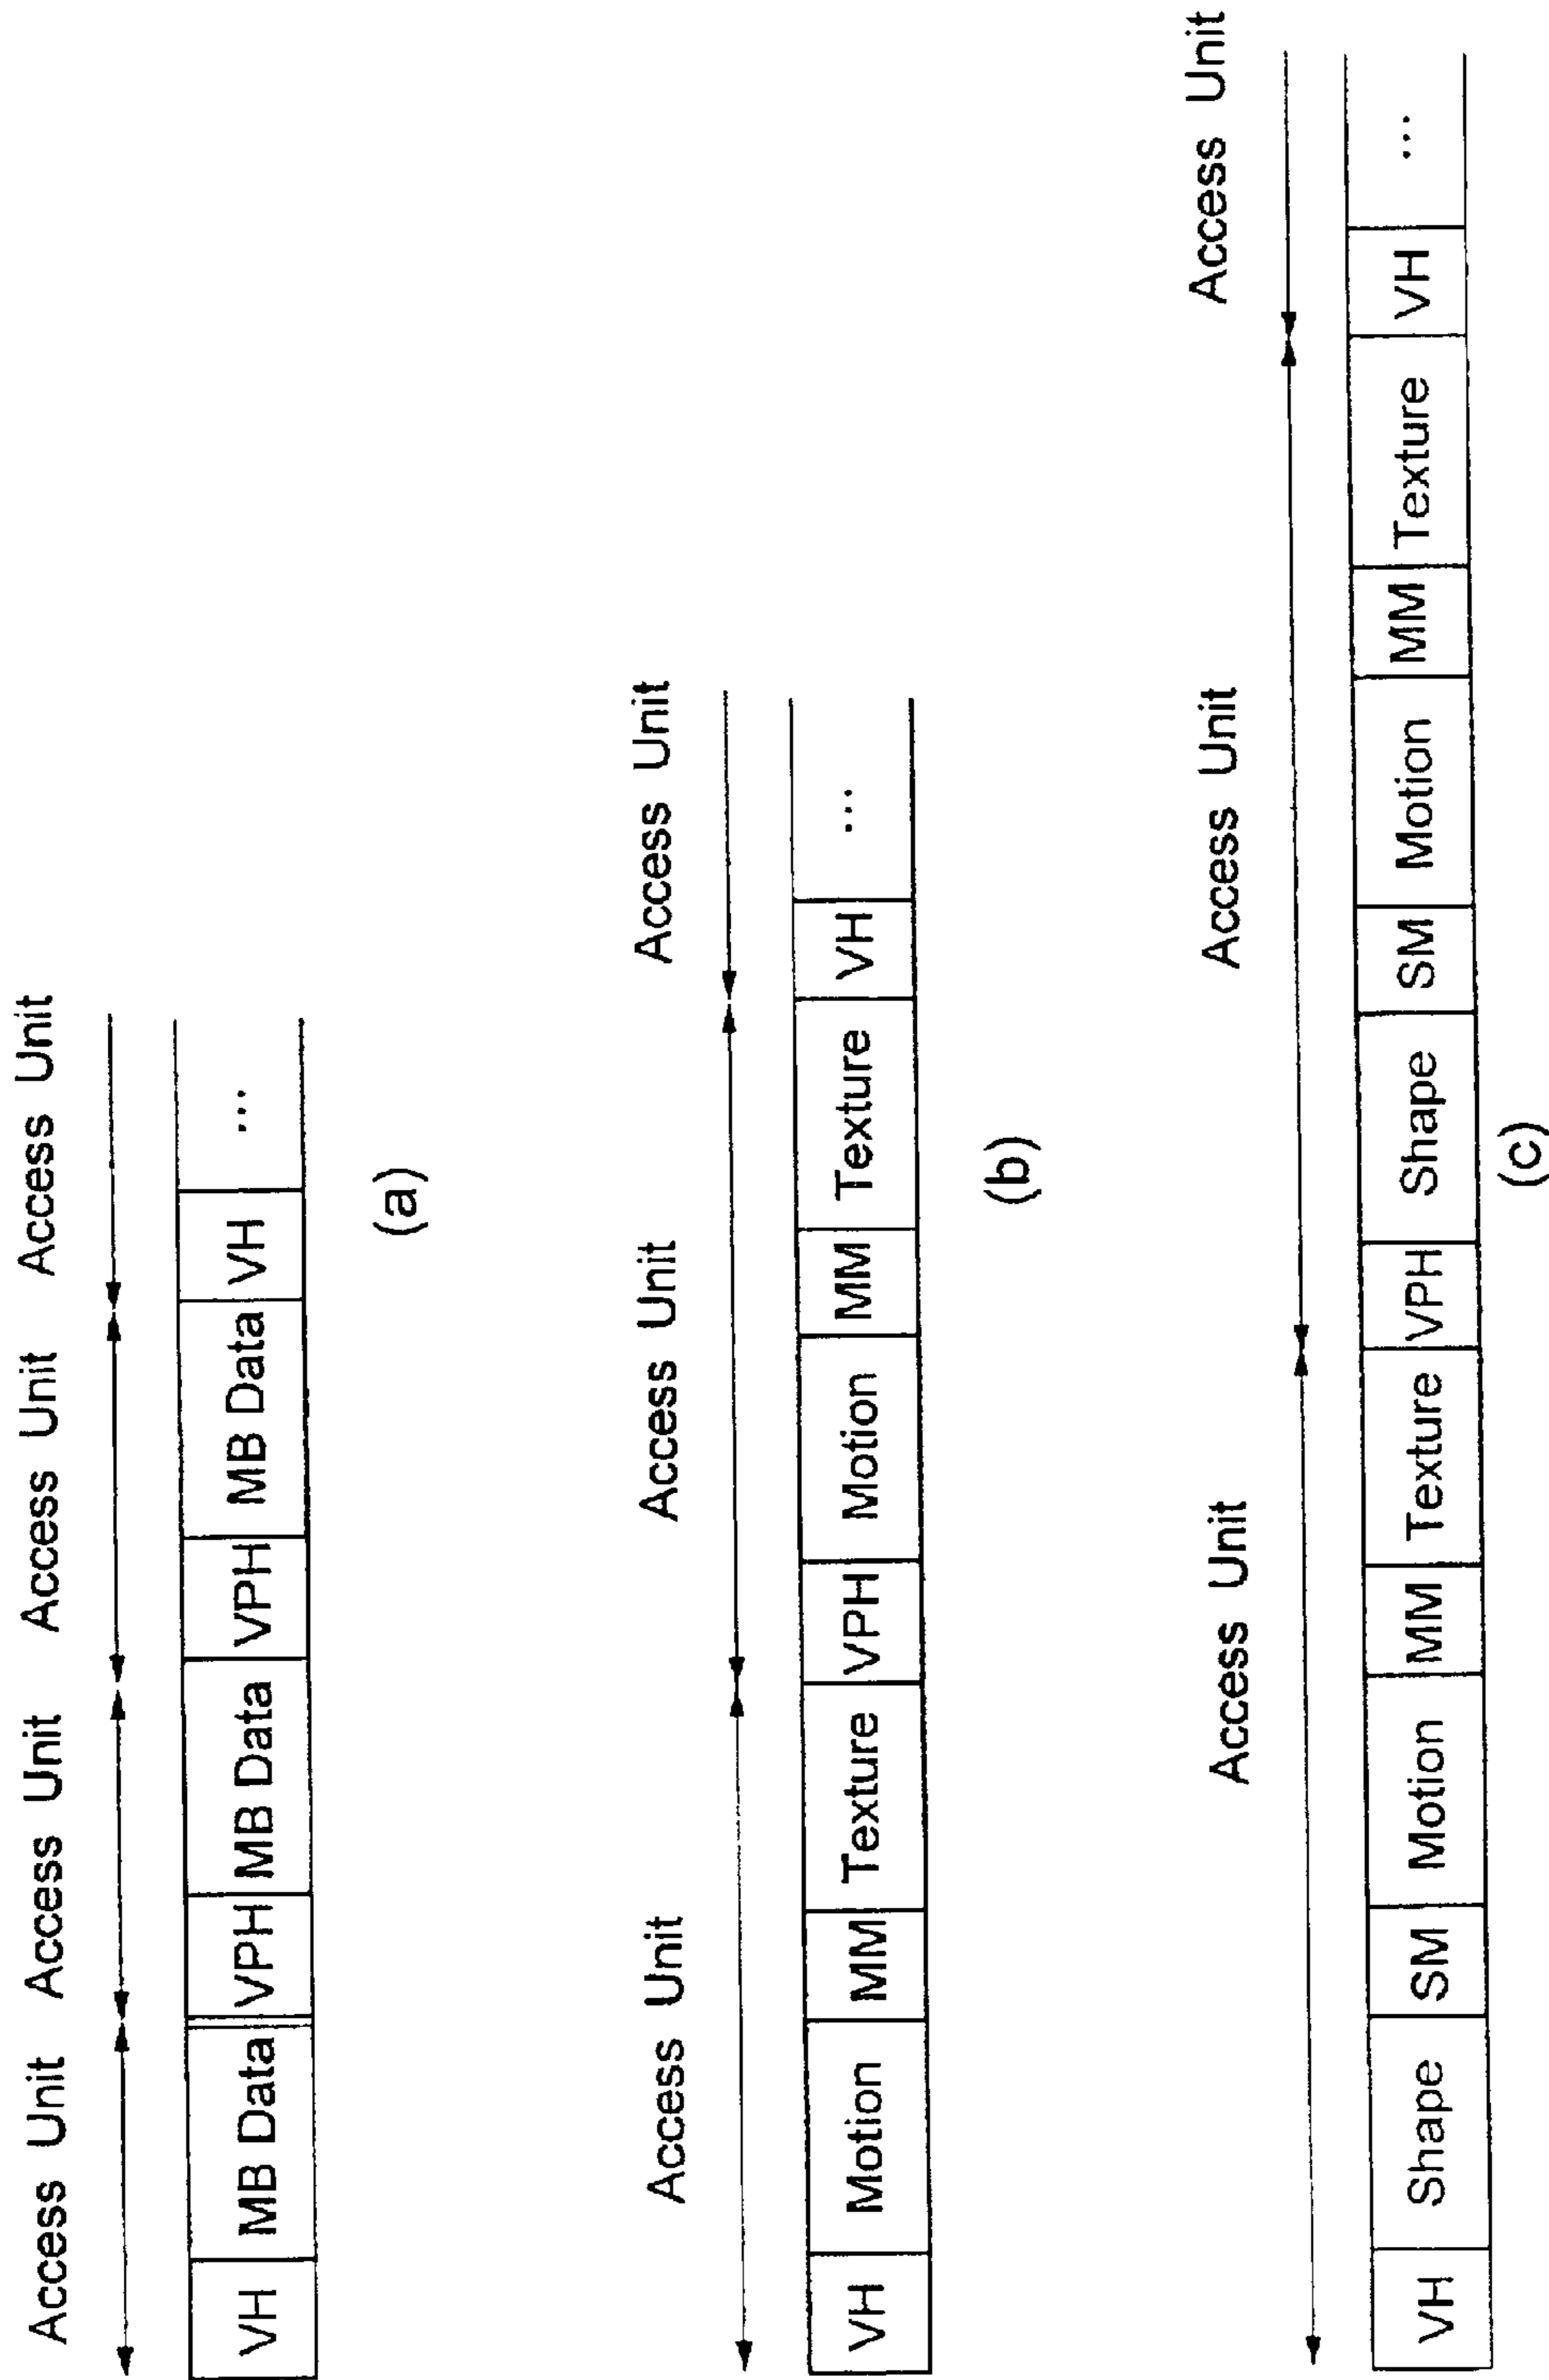 Access Unit Access Unit Access Unit Access Unit
VH MB Data VPH MB Data VPH MB Data VH ...
(a)
Access Unit Access Unit Access Unit
VH Motion MM Texture VPH Motion MM Texture VH ...
(b)
Access Unit Access Unit Access Unit
VH Shape SM Motion MM Texture VPH Shape SM Motion MM Texture VH ...
(c)